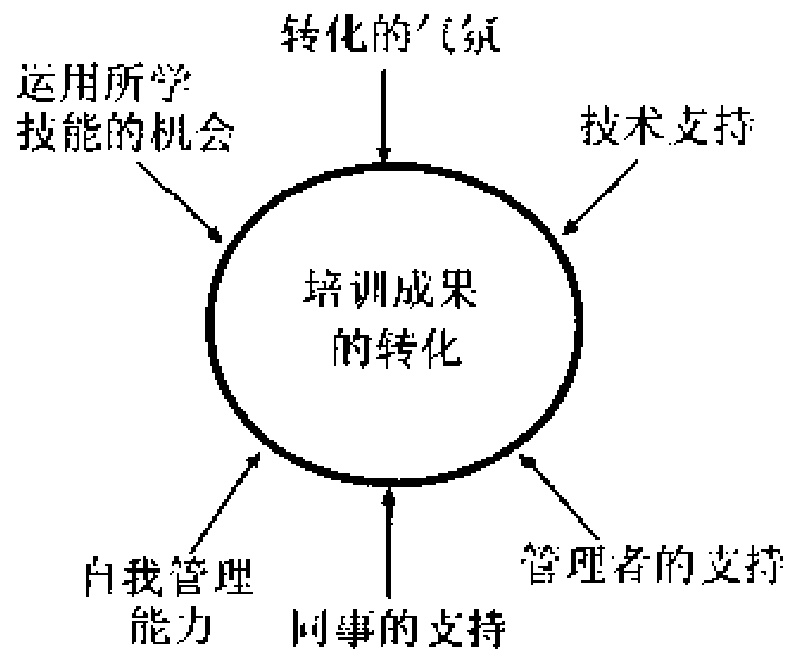 转化的气氛
运用所学
技能的机会
技术支持
培训成果
的转化
自我管理
能力
同事的支持
管理者的支持